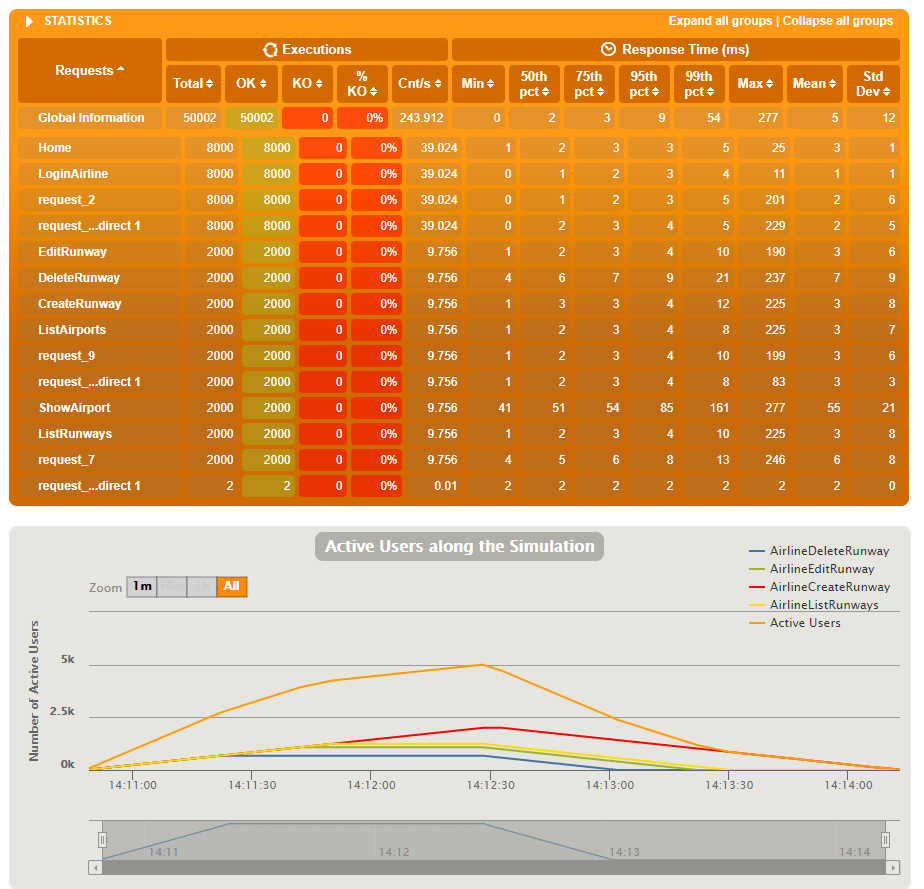 STATISTICS Expand all groups | Collapse all groups
Requests Executions Response Time (ms)
Total OK KO % KO Cnt/s Min 50th pct 75th pct 95th pct 99th pct Max Mean Std Dev
Global Information 50002 50002 0 0% 243.912 0 2 3 9 54 277 5 12
Home 8000 8000 0 0% 39.024 1 2 3 3 5 25 3 1
LoginAirline 8000 8000 0 0% 39.024 0 1 2 3 4 11 1 1
request_2 8000 8000 0 0% 39.024 0 1 2 3 5 201 2 6
request_...direct 1 8000 8000 0 0% 39.024 0 2 3 4 5 229 2 5
EditRunway 2000 2000 0 0% 9.756 1 2 3 4 10 190 3 6
DeleteRunway 2000 2000 0 0% 9.756 4 6 7 9 21 237 7 9
CreateRunway 2000 2000 0 0% 9.756 1 3 3 4 12 225 3 8
ListAirports 2000 2000 0 0% 9.756 1 2 3 4 8 225 3 7
request_9 2000 2000 0 0% 9.756 1 2 3 4 10 199 3 6
request_...direct 1 2000 2000 0 0% 9.756 1 2 3 4 8 83 3 3
ShowAirport 2000 2000 0 0% 9.756 41 51 54 85 161 277 55 21
ListRunways 2000 2000 0 0% 9.756 1 2 3 4 10 225 3 8
request_7 2000 2000 0 0% 9.756 4 5 6 8 13 246 6 8
request_...direct 1 2 2 0 0% 0.01 2 2 2 2 2 2 2 0
Active Users along the Simulation
Zoom 1m 10m 1h All
AirlineDeleteRunway
AirlineEditRunway
AirlineCreateRunway
AirlineListRunways
Active Users
Number of Active Users
5k
2.5k
0k
14:11:00 14:11:30 14:12:00 14:12:30 14:13:00 14:13:30 14:14:00
14:11 14:12 14:13 14:14